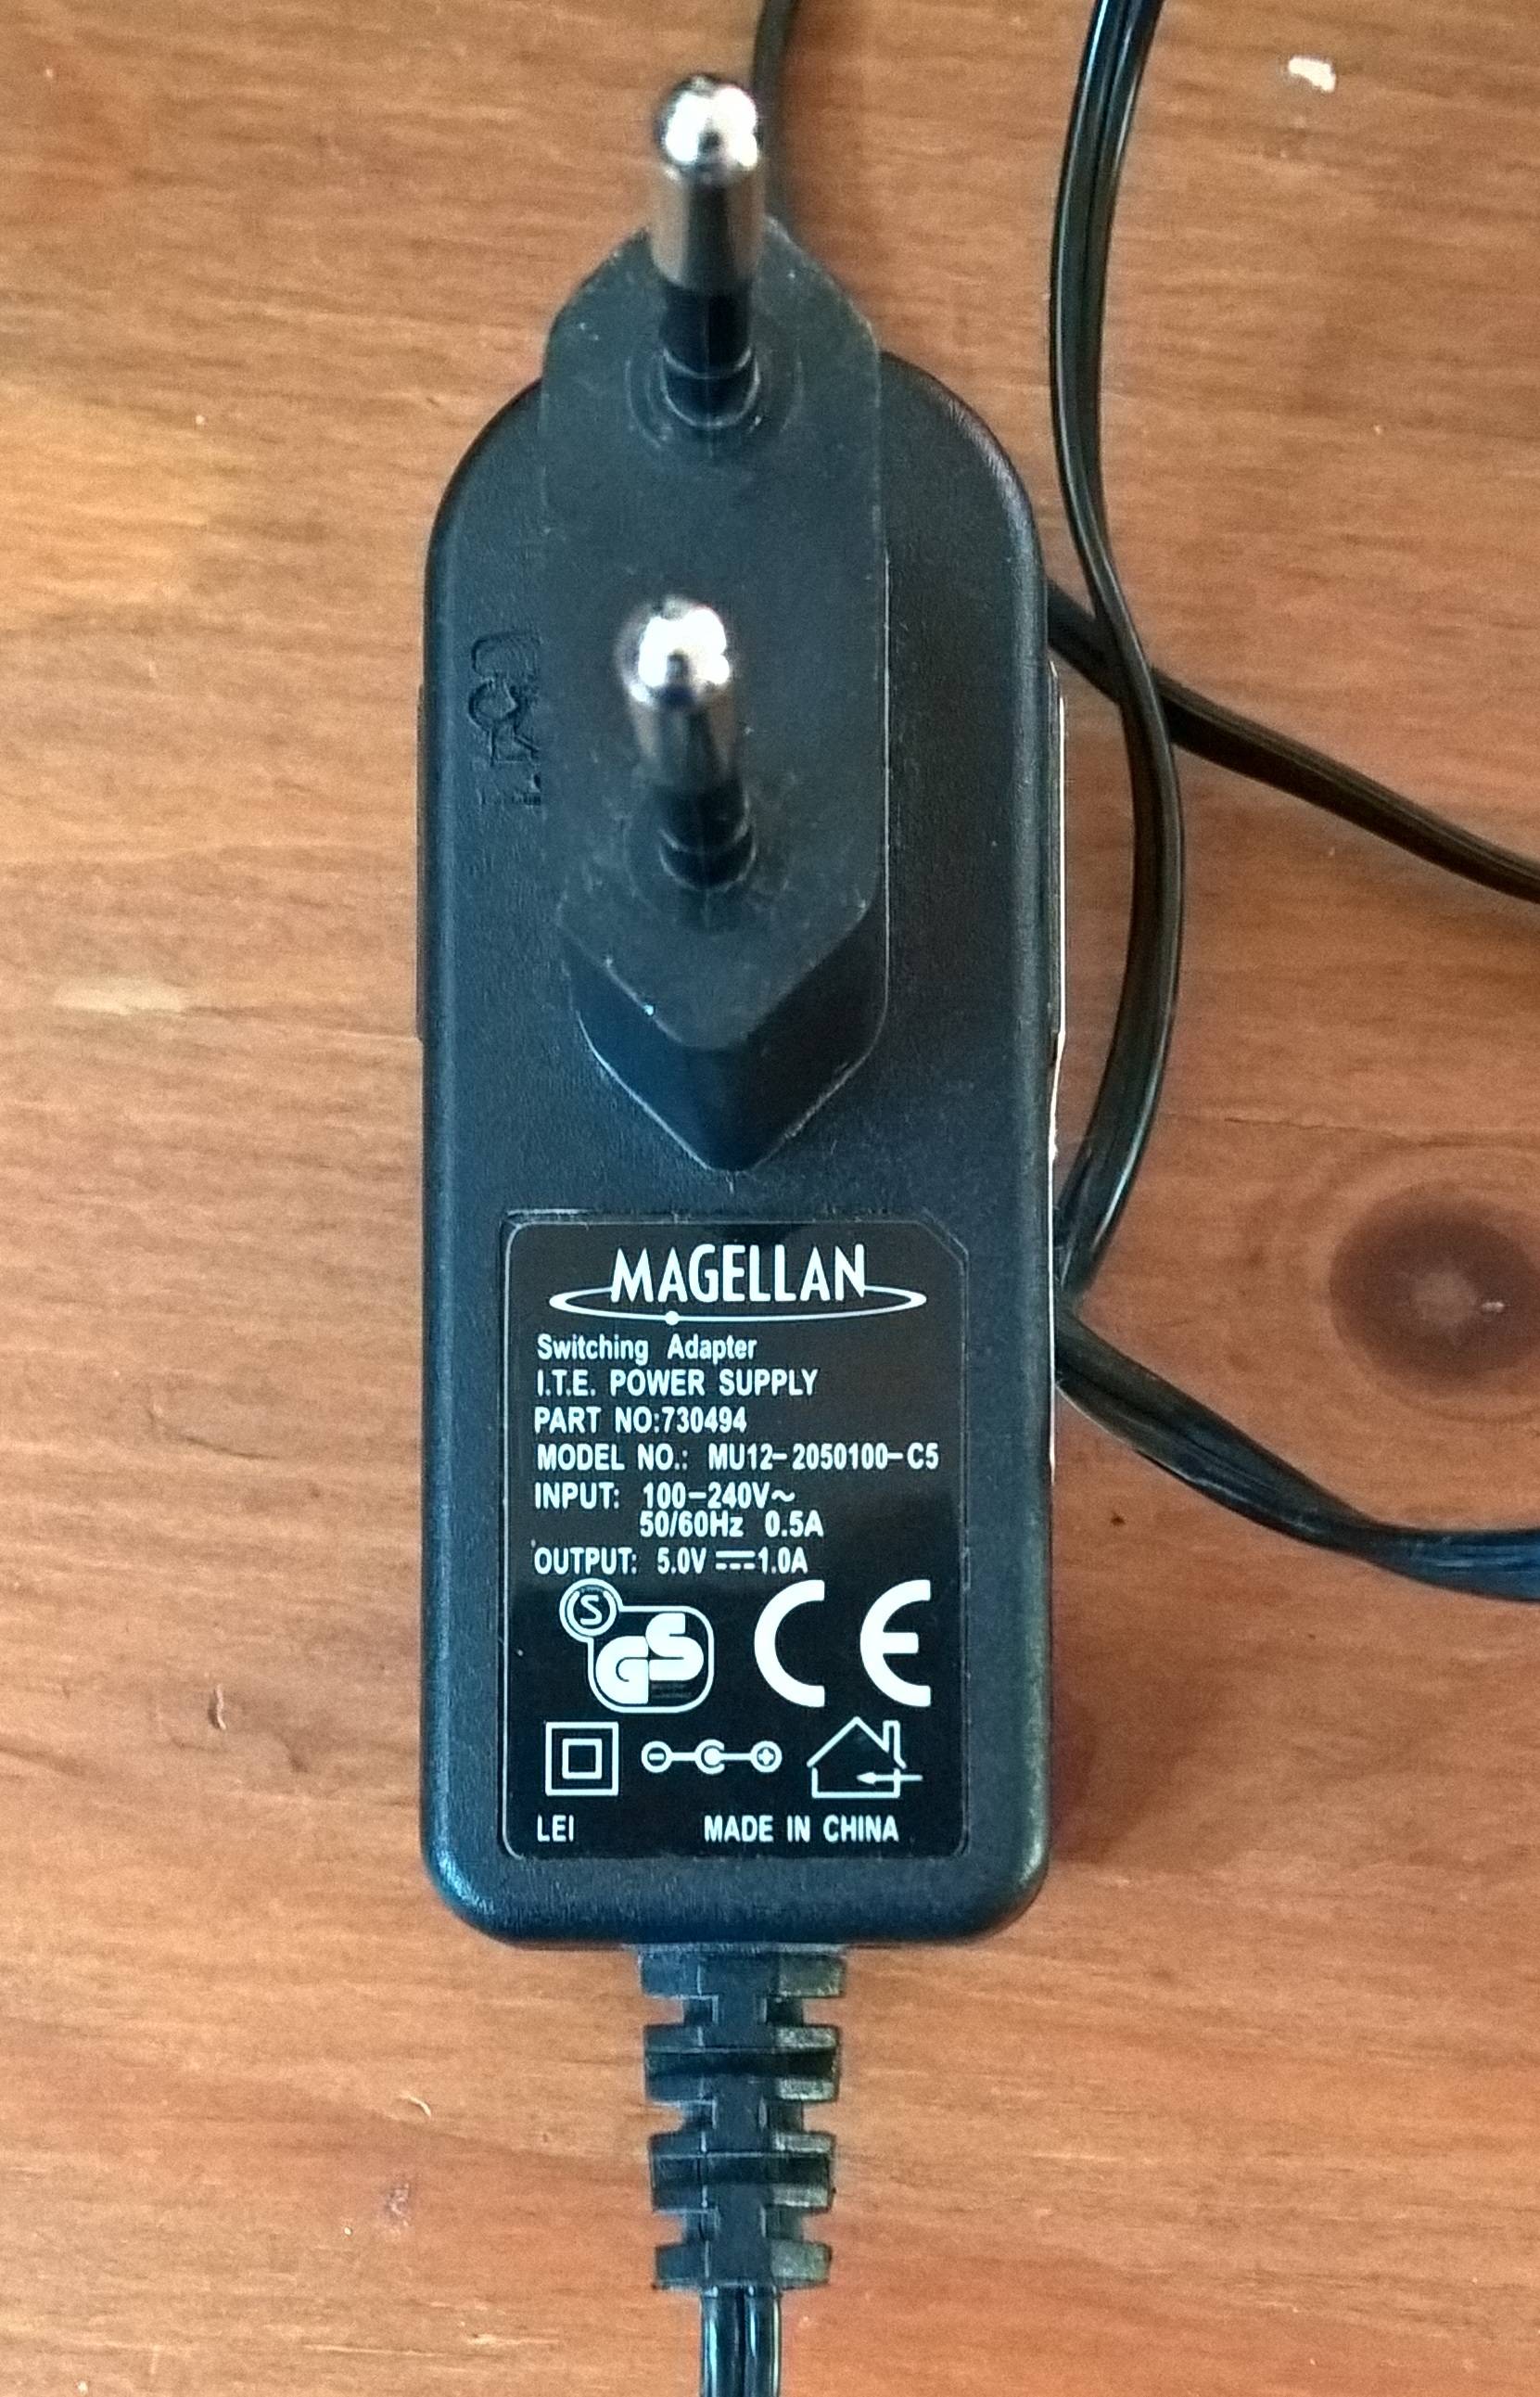 MAGELLAN
Switching Adapter
I.T.E. POWER SUPPLY
PART NO:730494
MODEL NO.: MU12-2050100-C5
INPUT: 100-240V~
50/60Hz 0.5A
OUTPUT: 5.0V ⎓1.0A
S
GS
CE
LEI MADE IN CHINA